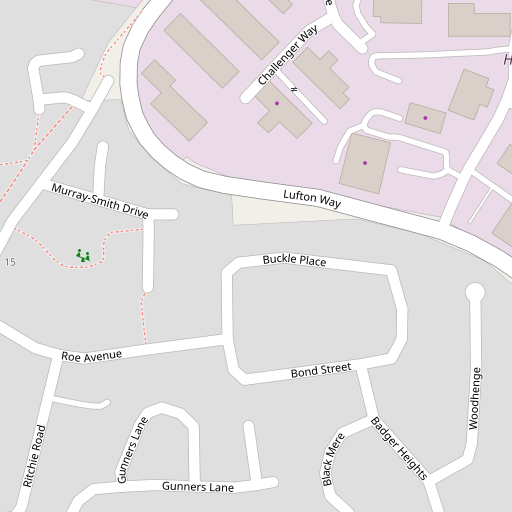 Challenger Way
Murray-Smith Drive
Lufton Way
15
Buckle Place
Roe Avenue
Bond Street
Woodhenge
Ritchie Road
Gunners Lane
Black Mere
Badger Heights
Gunners Lane